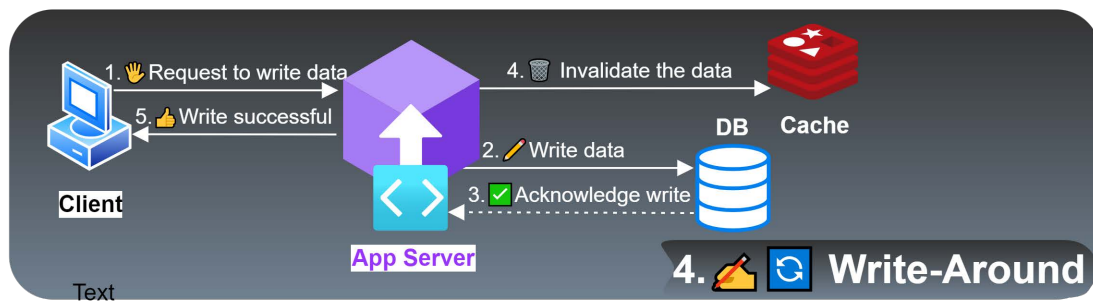 1. 🖐 Request to write data
5. 👍 Write successful
Client
App Server
4. 🗑 Invalidate the data
Cache
DB
2. ✏ Write data
3. ✅ Acknowledge write
4. ✍ 🔄 Write-Around
Text